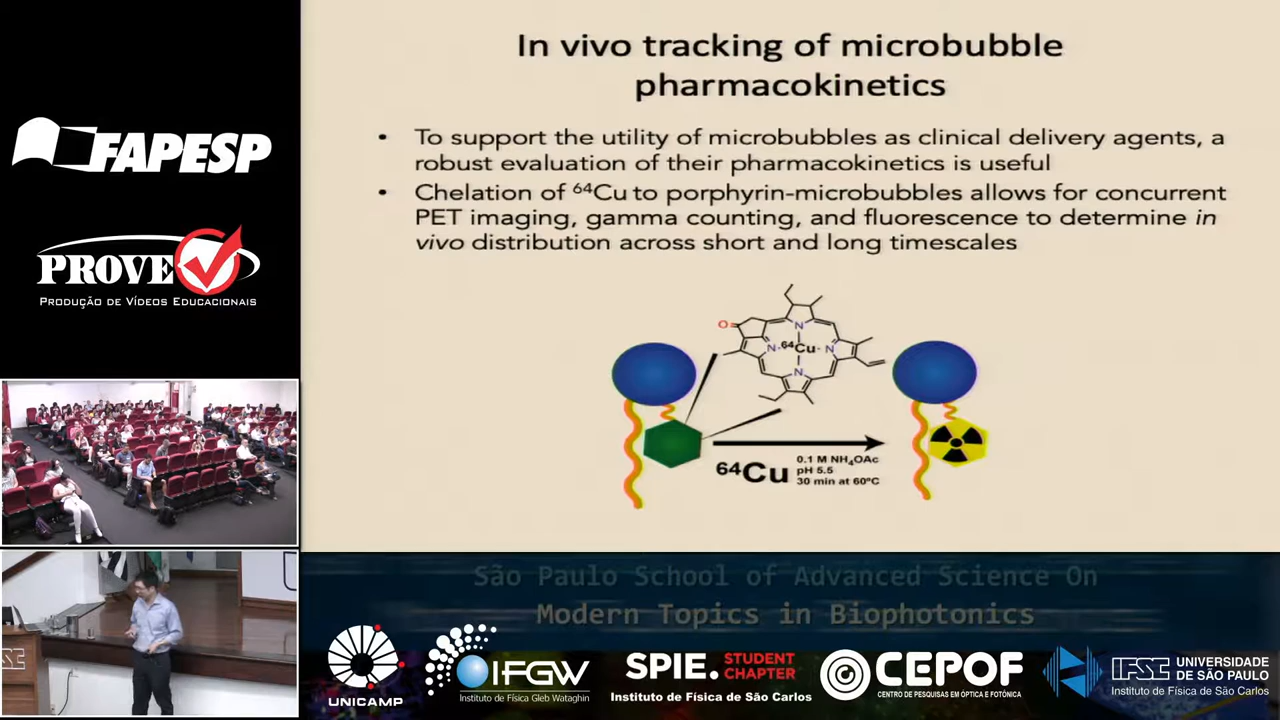 FAPESP
PROVE
PRODUÇÃO DE VÍDEOS EDUCACIONAIS
In vivo tracking of microbubble
pharmacokinetics
• To support the utility of microbubbles as clinical delivery agents, a
robust evaluation of their pharmacokinetics is useful
• Chelation of ⁶⁴Cu to porphyrin-microbubbles allows for concurrent
PET imaging, gamma counting, and fluorescence to determine in
vivo distribution across short and long timescales
O
N
N
⁶⁴Cu
N
N
⁶⁴Cu
0.1 M NH₄OAc
pH 5.5
30 min at 60°C
São Paulo School of Advanced Science On
Modern Topics in Biophotonics
UNICAMP
IFGW
Instituto de Física Gleb Wataghin
SPIE. STUDENT
CHAPTER
Instituto de Física de São Carlos
CEPOF
CENTRO DE PESQUISAS EM ÓPTICA E FOTÔNICA
IFSC UNIVERSIDADE
DE SÃO PAULO
Instituto de Física de São Carlos